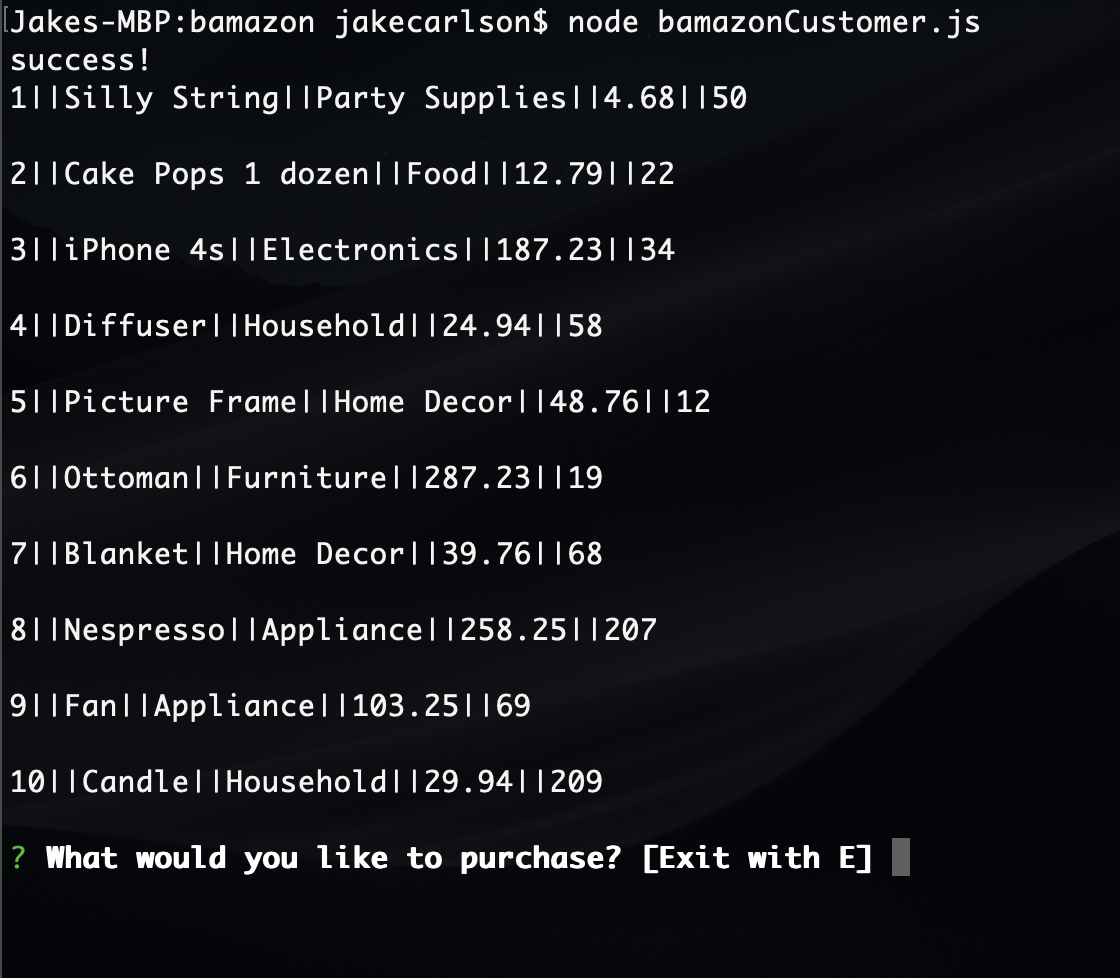 [Jakes-MBP:bamazon jakecarlson$ node bamazonCustomer.js
success!
1||Silly String||Party Supplies||4.68||50
2||Cake Pops 1 dozen||Food||12.79||22
3||iPhone 4s||Electronics||187.23||34
4||Diffuser||Household||24.94||58
5||Picture Frame||Home Decor||48.76||12
6||Ottoman||Furniture||287.23||19
7||Blanket||Home Decor||39.76||68
8||Nespresso||Appliance||258.25||207
9||Fan||Appliance||103.25||69
10||Candle||Household||29.94||209
? What would you like to purchase? [Exit with E]